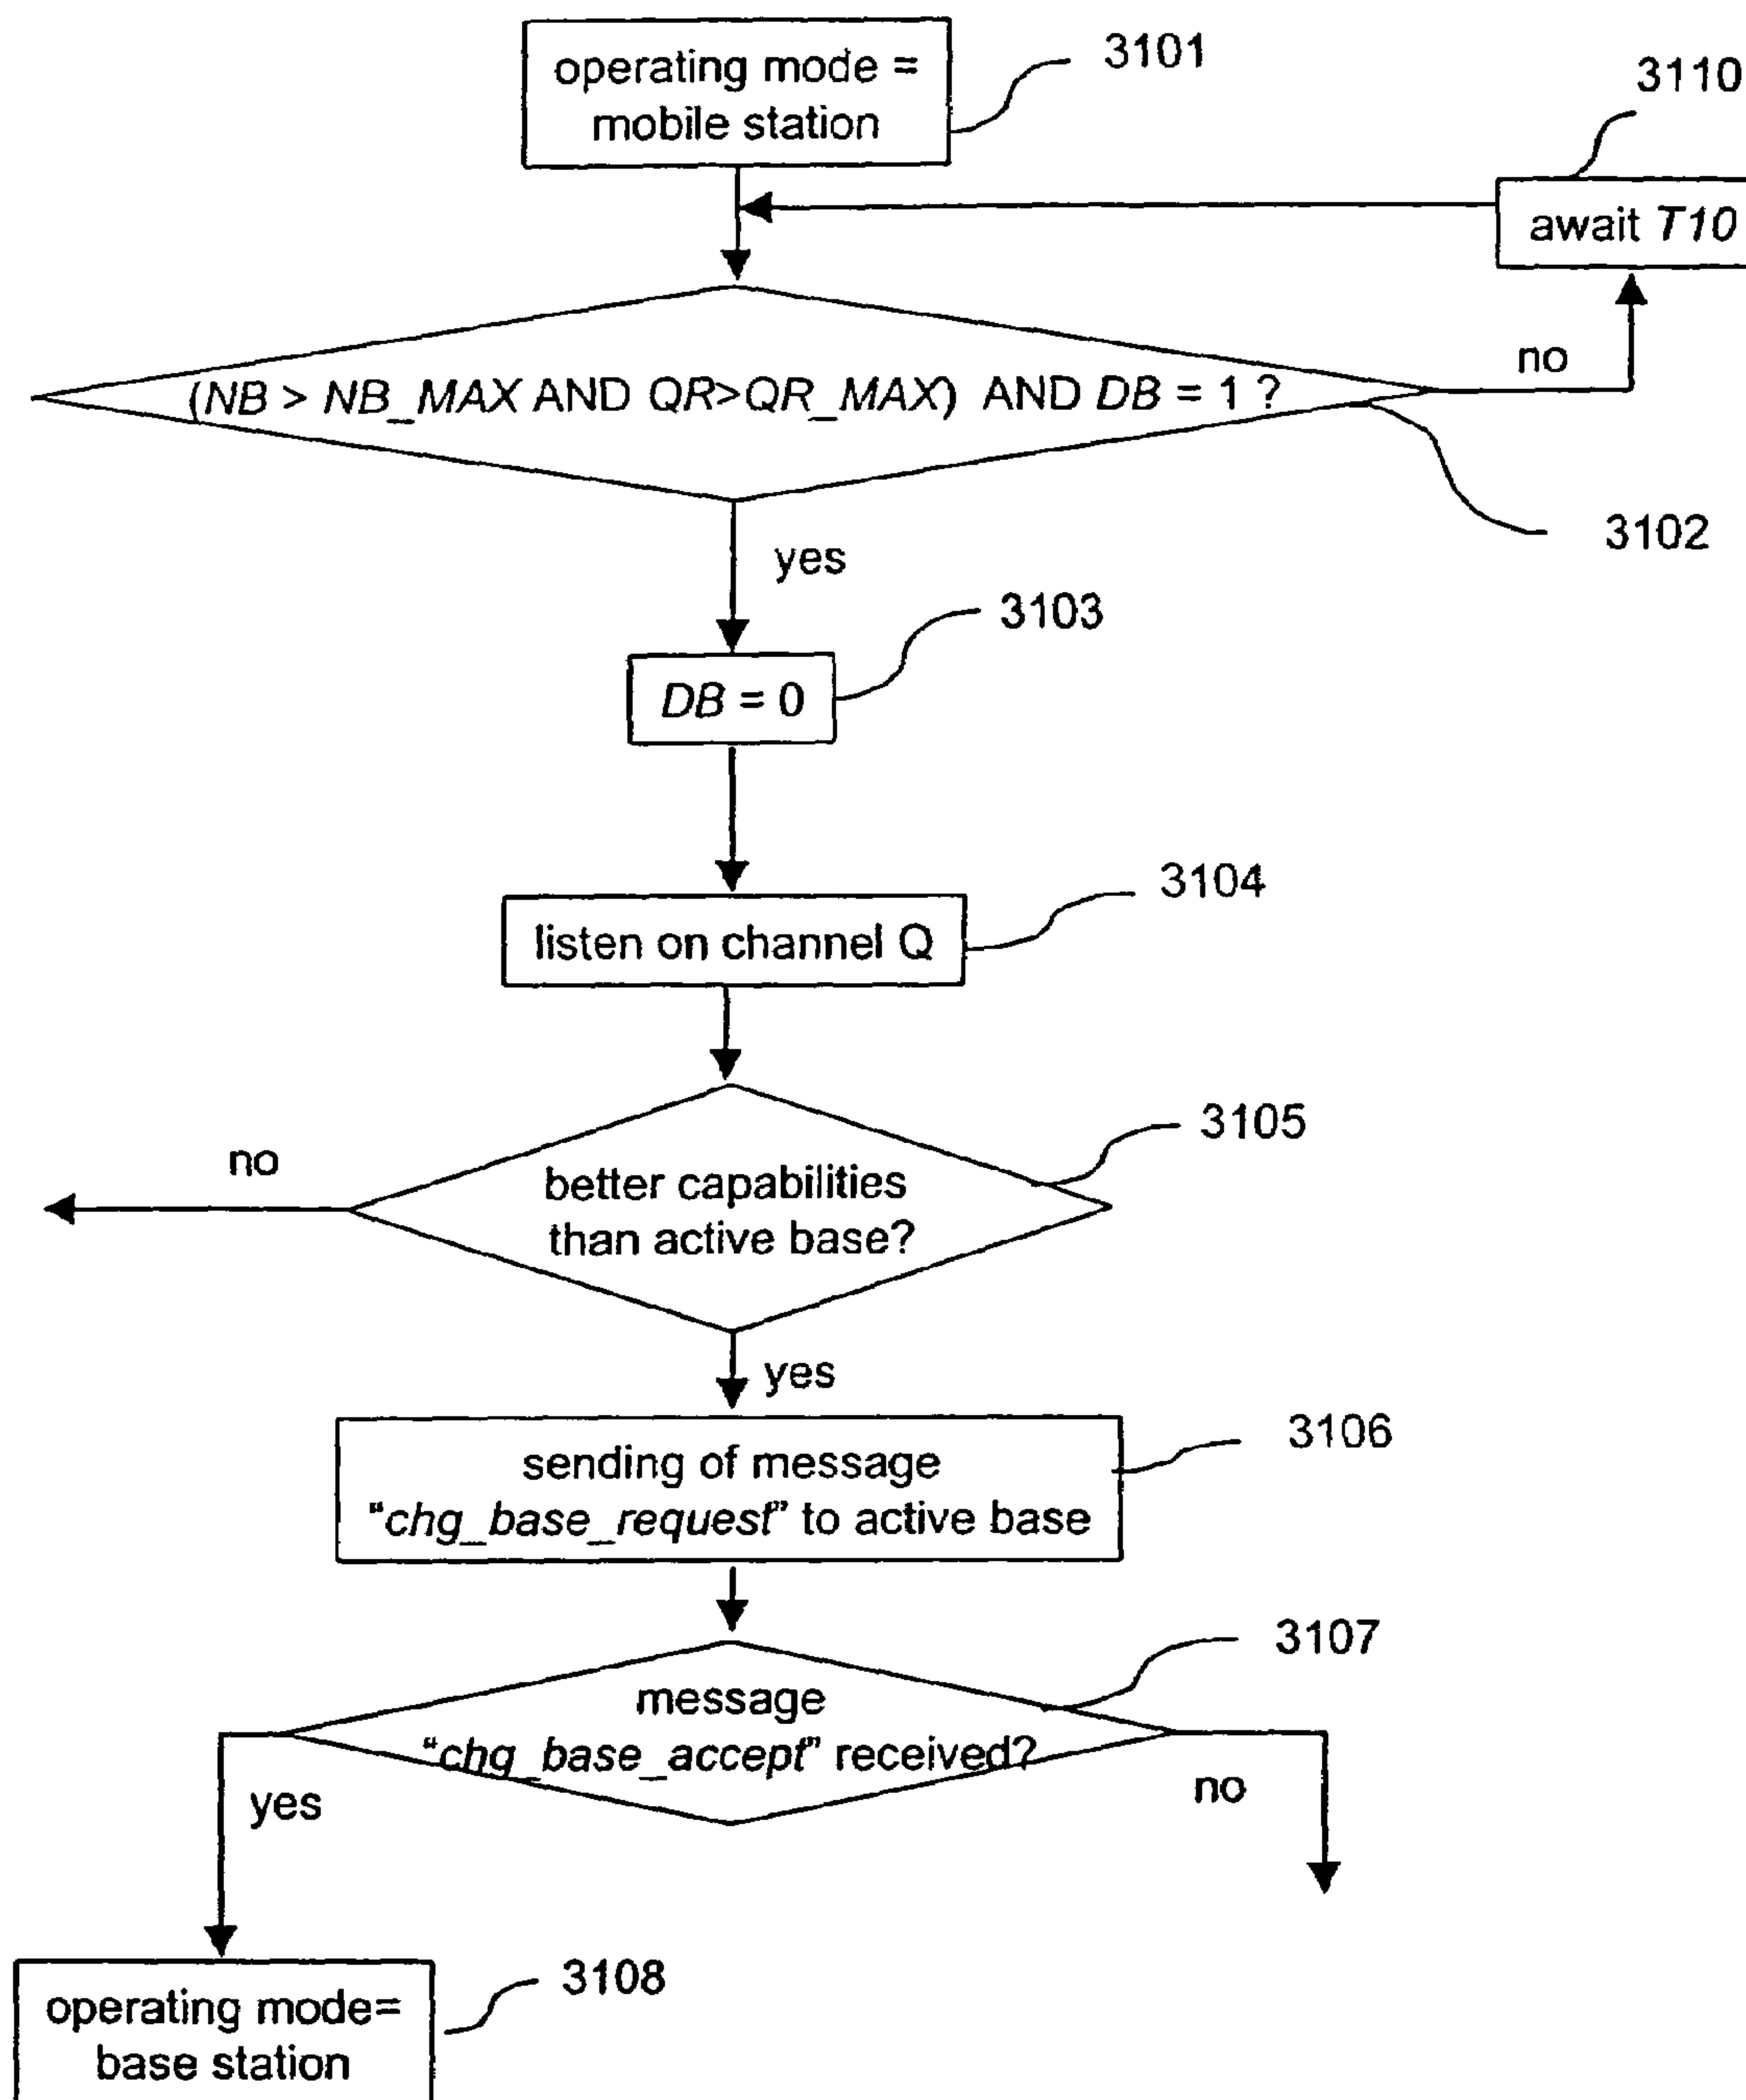 operating mode =
mobile station
3101
3110
await T10
(NB > NB_MAX AND QR>QR_MAX) AND DB = 1 ?
no
3102
yes
3103
DB = 0
3104
listen on channel Q
3105
no
better capabilities
than active base?
yes
3106
sending of message
"chg_base_request" to active base
3107
message
"chg_base_accept" received?
yes
no
3108
operating mode=
base station